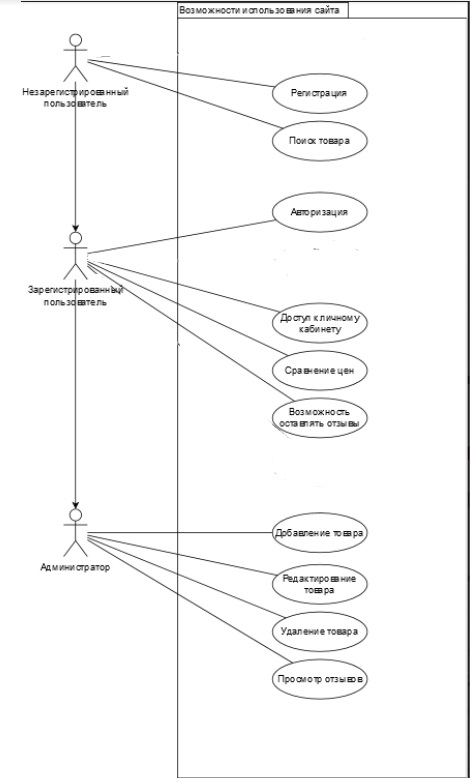 Возможности использования сайта
Незарегистрированный
пользователь
Регистрация
Поиск товара
Авторизация
Зарегистрированный
пользователь
Доступ к личному
кабинету
Сравнение цен
Возможность
оставлять отзывы
Администратор
Добавление товара
Редактирование
товара
Удаление товара
Просмотр отзывов